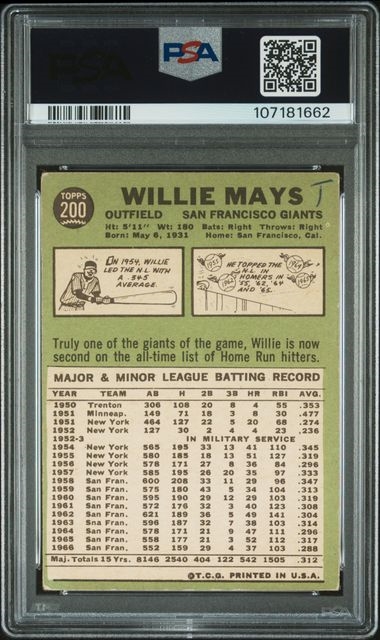 PSA
PSA
107181662
TOPPS
200
WILLIE MAYS T
OUTFIELD SAN FRANCISCO GIANTS
Ht: 5'11" Wt: 180 Bats: Right Throws: Right
Born: May 6, 1931 Home: San Francisco, Cal.
IN 1954, WILLIE
LED THE N.L. WITH
A .345
AVERAGE.
HE TOPPED THE
N.L. IN
HOMERS IN
'55, '62, '64
AND '65.
1955
1962
1964
1965
Truly one of the giants of the game, Willie is now
second on the all-time list of Home Run hitters.
MAJOR & MINOR LEAGUE BATTING RECORD
YEAR TEAM AB H 2B 3B HR RBI AVG.
1950 Trenton 306 108 20 8 4 55 .353
1951 Minneap. 149 71 18 3 8 30 .477
1951 New York 464 127 22 5 20 68 .274
1952 New York 127 30 2 4 4 23 .236
1952-3 IN MILITARY SERVICE
1954 New York 565 195 33 13 41 110 .345
1955 New York 580 185 18 13 51 127 .319
1956 New York 578 171 27 8 36 84 .296
1957 New York 585 195 26 20 35 97 .333
1958 San Fran. 600 208 33 11 29 96 .347
1959 San Fran. 575 180 43 5 34 104 .313
1960 San Fran. 595 190 29 12 29 103 .319
1961 San Fran. 572 176 32 3 40 123 .308
1962 San Fran. 621 189 36 5 49 141 .304
1963 San Fran. 596 187 32 7 38 103 .314
1964 San Fran. 578 171 21 9 47 111 .296
1965 San Fran. 558 177 21 3 52 112 .317
1966 San Fran. 552 159 29 4 37 103 .288
Maj. Totals 15 Yrs. 8146 2540 404 122 542 1505 .312
©T.C.G. PRINTED IN U.S.A.